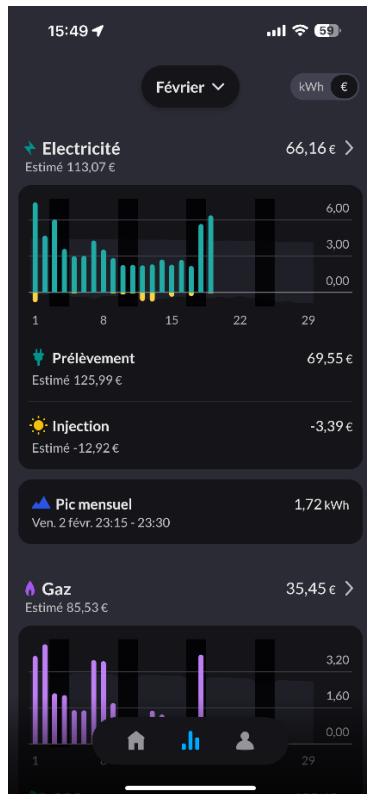 15:49 59
Février
kWh €
Electricité 66,16 €
Estimé 113,07 €
6,00
3,00
0,00
1 8 15 22 29
Prélèvement 69,55 €
Estimé 125,99 €
Injection -3,39 €
Estimé -12,92 €
Pic mensuel 1,72 kWh
Ven. 2 févr. 23:15 - 23:30
Gaz 35,45 €
Estimé 85,53 €
3,20
1,60
0,00
1 29